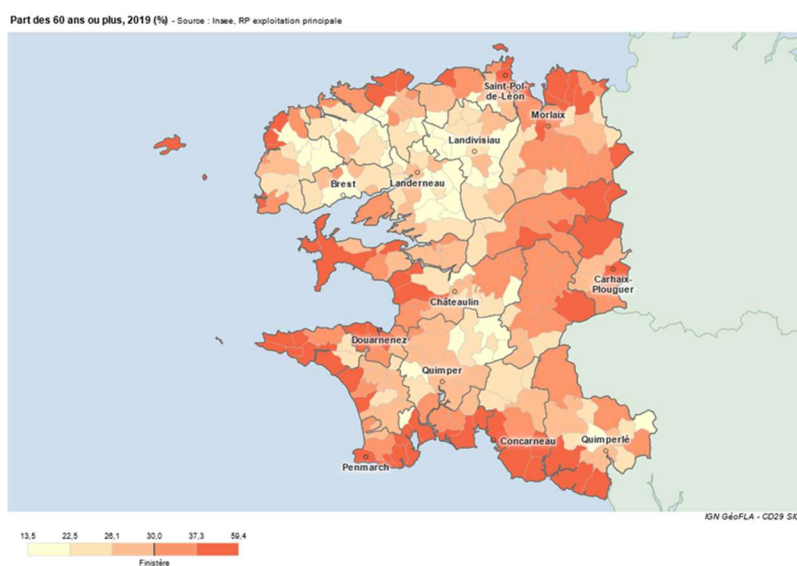 Part des 60 ans ou plus, 2019 (%) - Source : Insee, RP exploitation principale
Saint-Pol-
de-Léon
Morlaix
Landivisiau
Brest
Landerneau
Carhaix-
Plouguer
Châteaulin
Douarnenez
Quimper
Concarneau
Quimperlé
Penmarch
IGN GéoFLA - CD29 SIG
13,5 22,5 26,1 30,0 37,3 59,4
Finistère